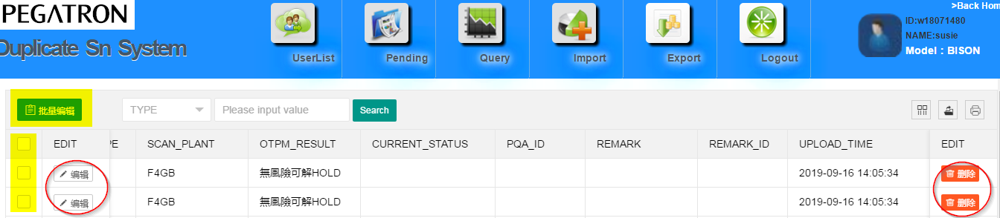 PEGATRON
Duplicate Sn System
UserList
Pending
Query
Import
Export
Logout
>Back Hom
ID:w18071480
NAME:susie
Model : BISON
批量编辑
TYPE
Please input value
Search
EDIT PE SCAN_PLANT OTPM_RESULT CURRENT_STATUS PQA_ID REMARK REMARK_ID UPLOAD_TIME EDIT
编辑 F4GB 無風險可解HOLD 2019-09-16 14:05:34 删除
编辑 F4GB 無風險可解HOLD 2019-09-16 14:05:34 删除